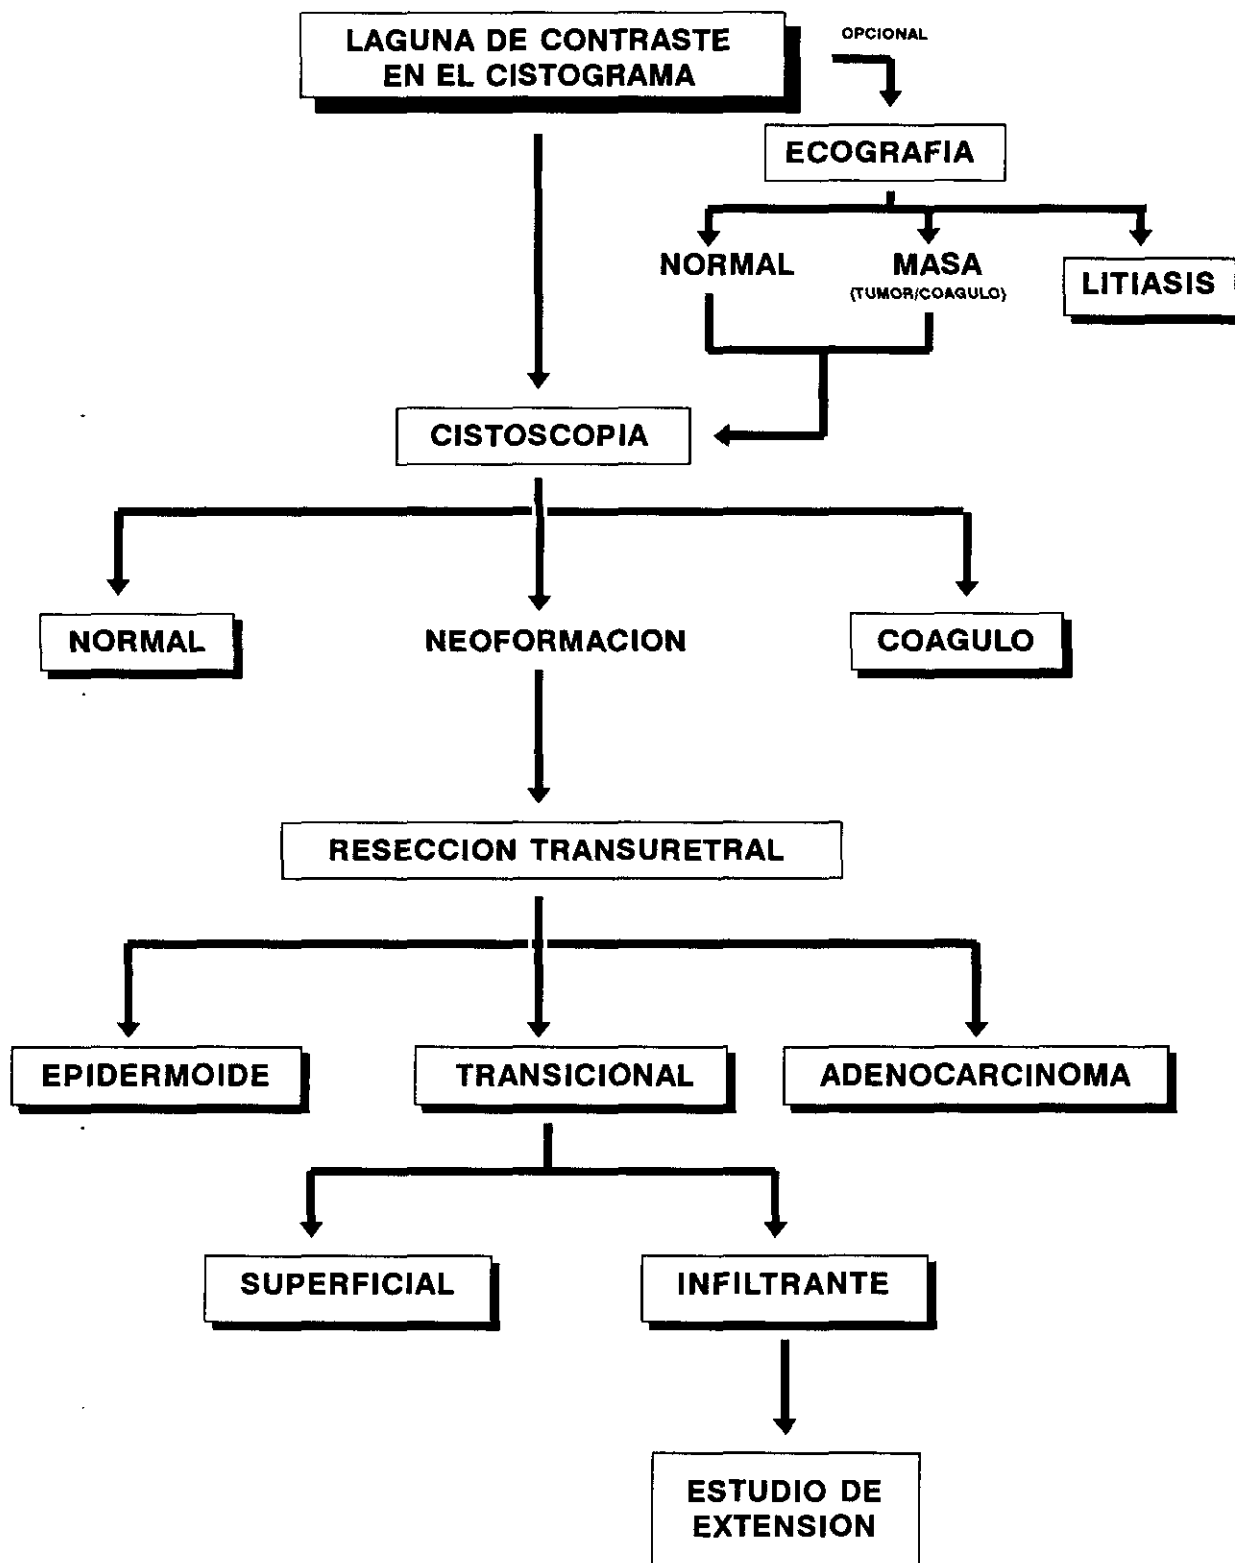 LAGUNA DE CONTRASTE
EN EL CISTOGRAMA
OPCIONAL
ECOGRAFIA
NORMAL
MASA
(TUMOR/COAGULO)
LITIASIS
CISTOSCOPIA
NORMAL
NEOFORMACION
COAGULO
RESECCION TRANSURETRAL
EPIDERMOIDE
TRANSICIONAL
ADENOCARCINOMA
SUPERFICIAL
INFILTRANTE
ESTUDIO DE
EXTENSION